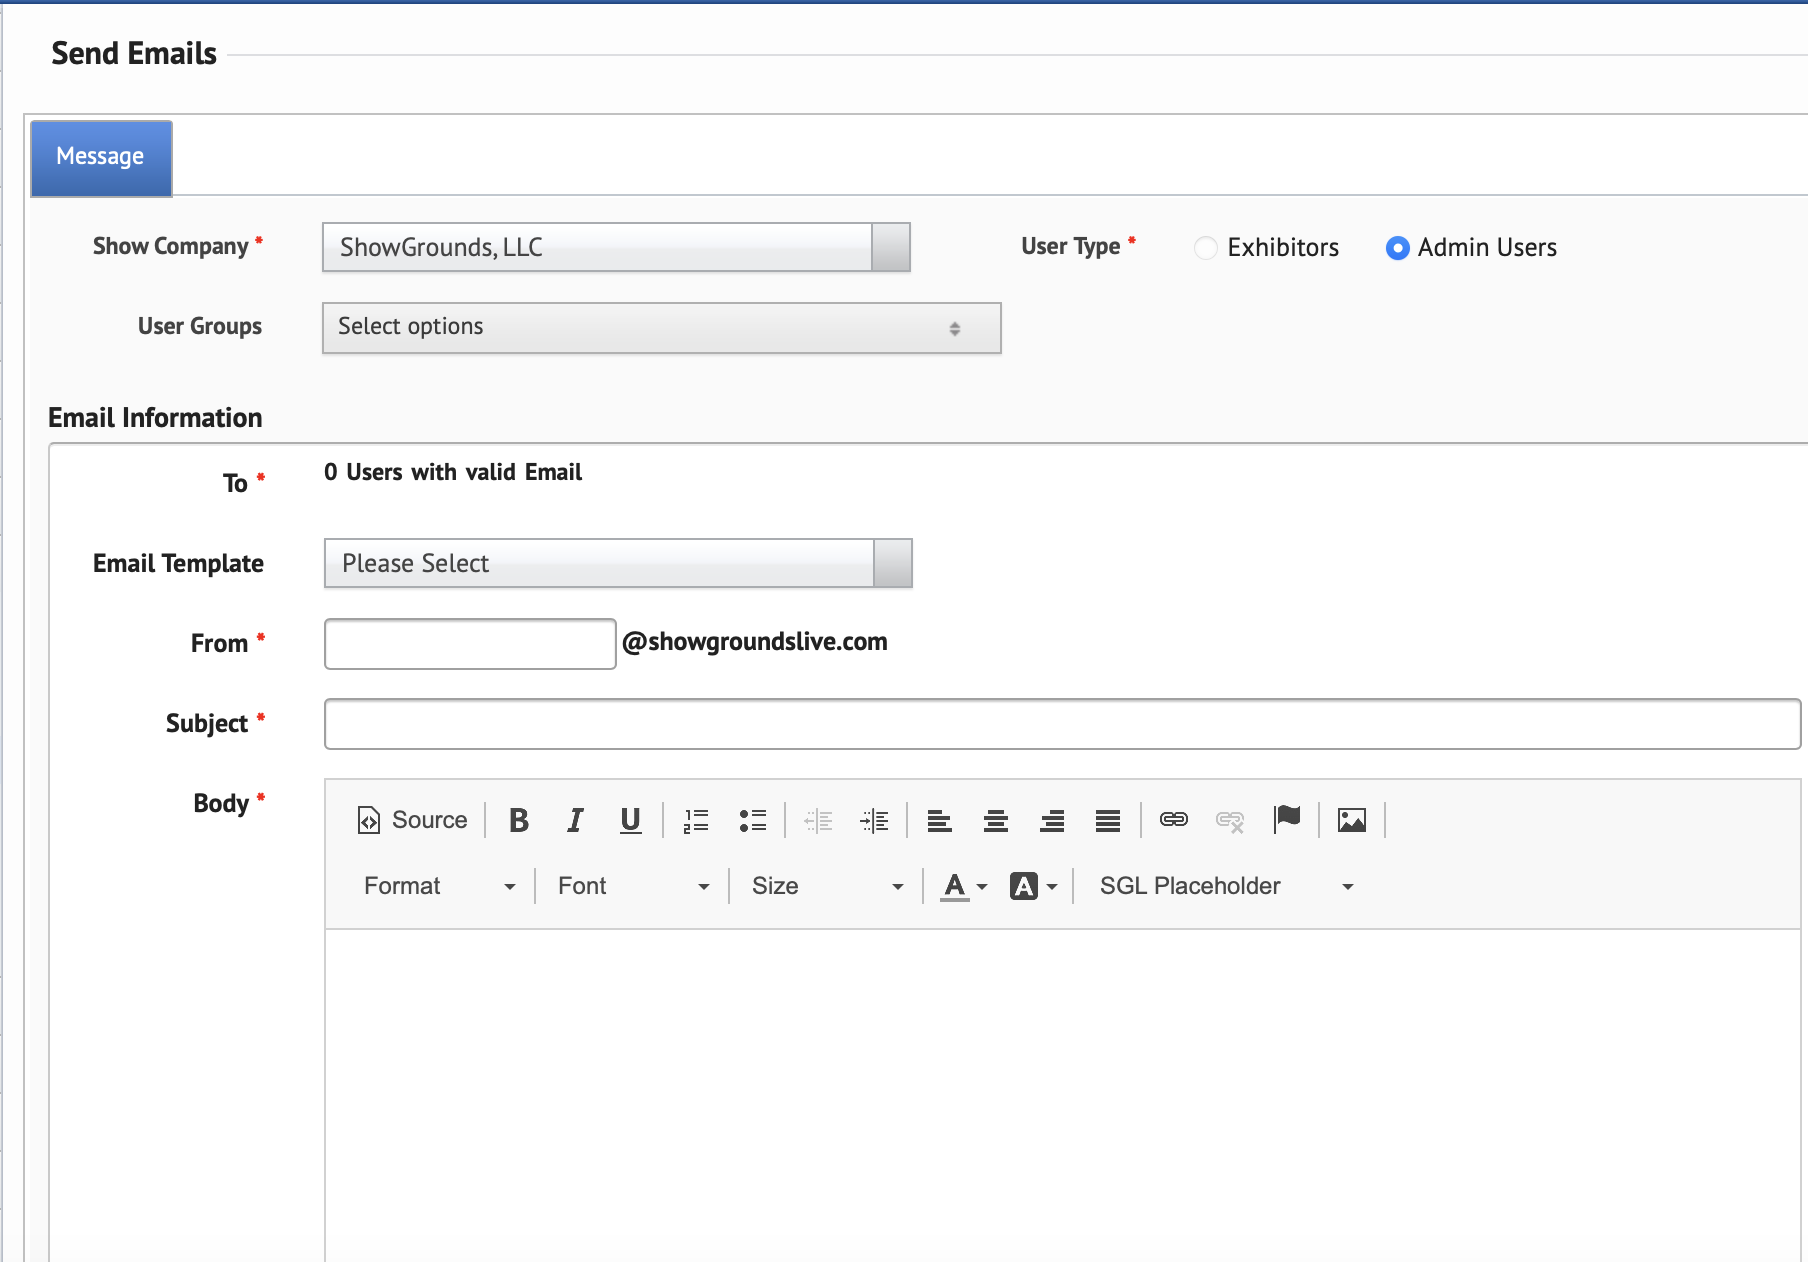 Send Emails
Message
Show Company * ShowGrounds, LLC User Type * Exhibitors Admin Users
User Groups Select options
Email Information
To * 0 Users with valid Email
Email Template Please Select
From * @showgroundslive.com
Subject *
Body * Source B I U
Format Font Size A A SGL Placeholder